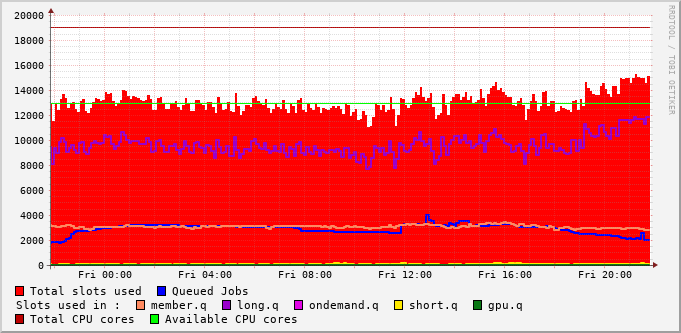 RRDTOOL / TOBI OETIKER
20000
18000
16000
14000
12000
10000
8000
6000
4000
2000
0
Fri 00:00 Fri 04:00 Fri 08:00 Fri 12:00 Fri 16:00 Fri 20:00
Total slots used Queued Jobs
Slots used in : member.q long.q ondemand.q short.q gpu.q
Total CPU cores Available CPU cores